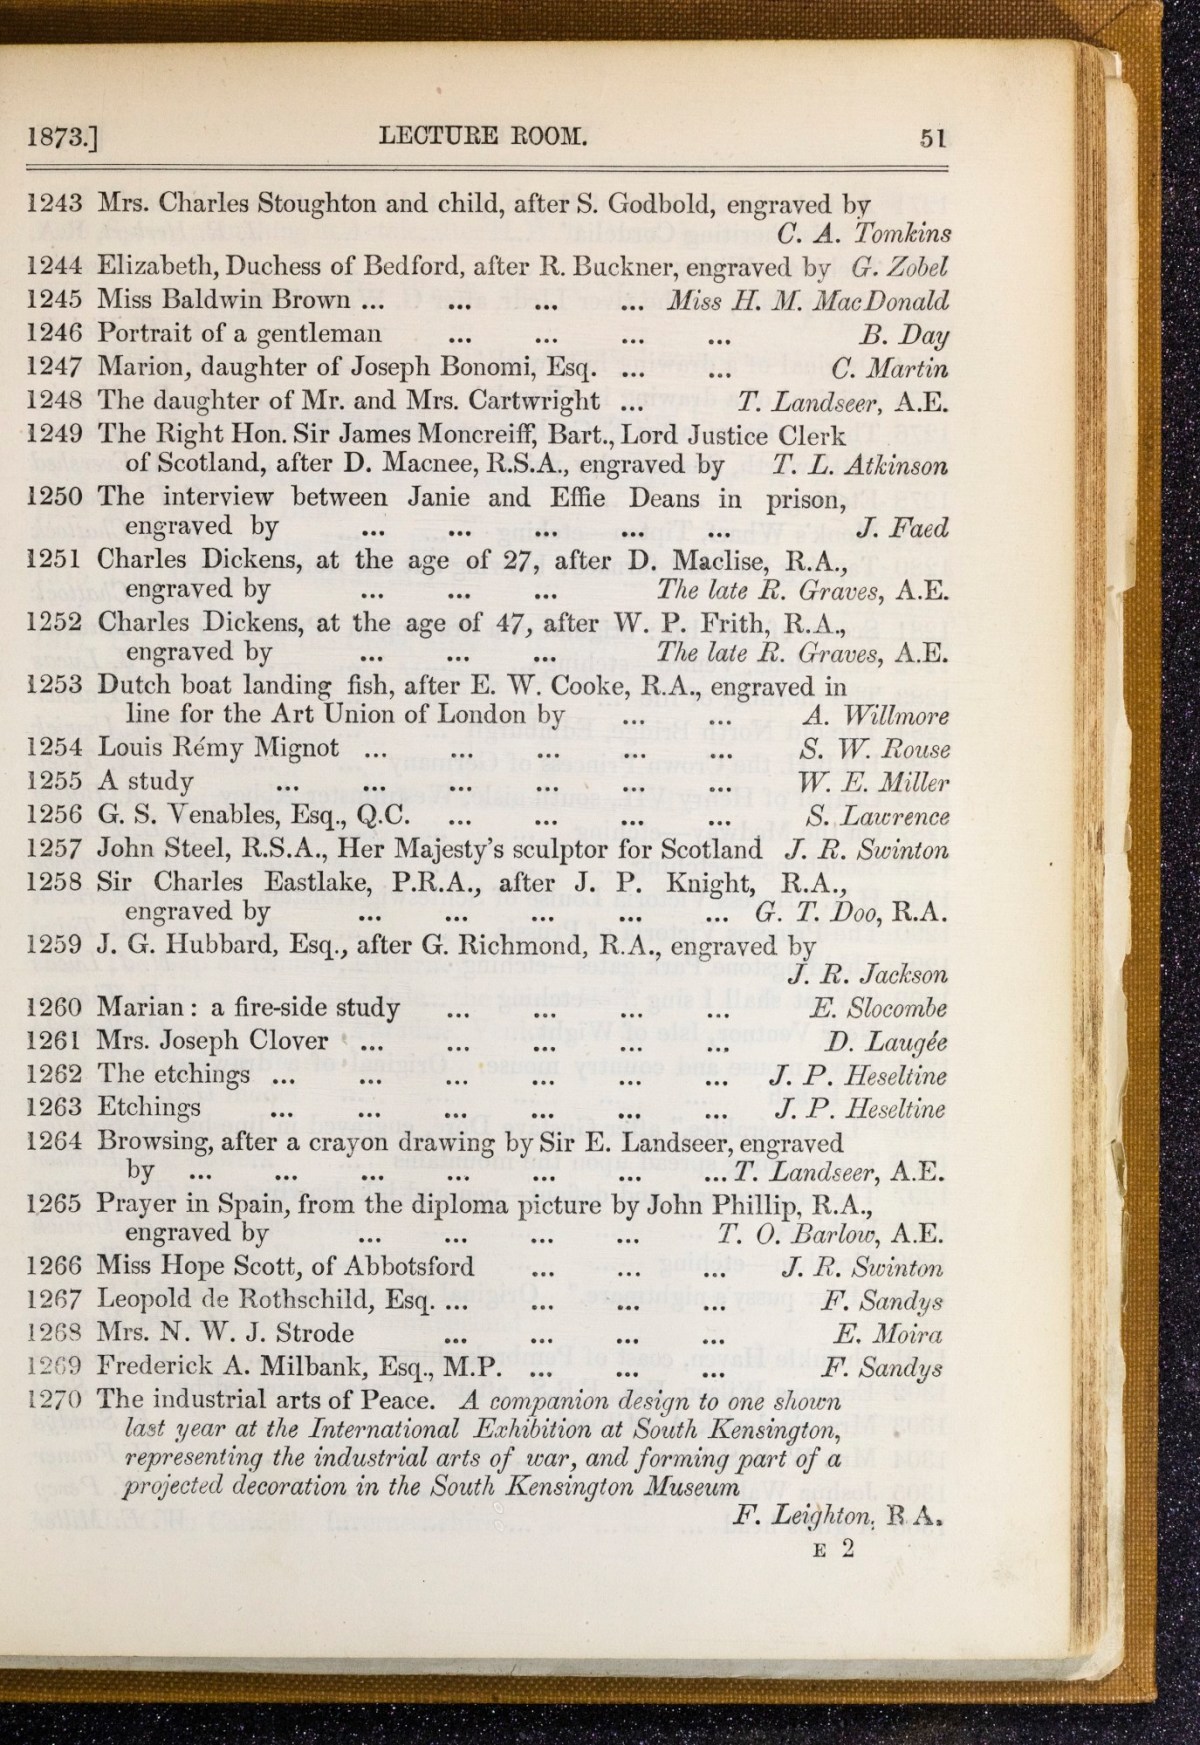 1873.] LECTURE ROOM. 51
1243 Mrs. Charles Stoughton and child, after S. Godbold, engraved by
C. A. Tomkins
1244 Elizabeth, Duchess of Bedford, after R. Buckner, engraved by G. Zobel
1245 Miss Baldwin Brown ... ... ... ... Miss H. M. MacDonald
1246 Portrait of a gentleman ... ... ... ... B. Day
1247 Marion, daughter of Joseph Bonomi, Esq. ... ... C. Martin
1248 The daughter of Mr. and Mrs. Cartwright ... T. Landseer, A.E.
1249 The Right Hon. Sir James Moncreiff, Bart., Lord Justice Clerk
of Scotland, after D. Macnee, R.S.A., engraved by T. L. Atkinson
1250 The interview between Janie and Effie Deans in prison,
engraved by ... ... ... ... ... J. Faed
1251 Charles Dickens, at the age of 27, after D. Maclise, R.A.,
engraved by ... ... ... The late R. Graves, A.E.
1252 Charles Dickens, at the age of 47, after W. P. Frith, R.A.,
engraved by ... ... ... The late R. Graves, A.E.
1253 Dutch boat landing fish, after E. W. Cooke, R.A., engraved in
line for the Art Union of London by ... ... A. Willmore
1254 Louis Rémy Mignot ... ... ... ... ... S. W. Rouse
1255 A study ... ... ... ... ... ... W. E. Miller
1256 G. S. Venables, Esq., Q.C. ... ... ... ... S. Lawrence
1257 John Steel, R.S.A., Her Majesty's sculptor for Scotland J. R. Swinton
1258 Sir Charles Eastlake, P.R.A., after J. P. Knight, R.A.,
engraved by ... ... ... ... ... G. T. Doo, R.A.
1259 J. G. Hubbard, Esq., after G. Richmond, R.A., engraved by
J. R. Jackson
1260 Marian : a fire-side study ... ... ... ... E. Slocombe
1261 Mrs. Joseph Clover ... ... ... ... ... D. Laugée
1262 The etchings ... ... ... ... ... ... J. P. Heseltine
1263 Etchings ... ... ... ... ... ... J. P. Heseltine
1264 Browsing, after a crayon drawing by Sir E. Landseer, engraved
by ... ... ... ... ... ... ... T. Landseer, A.E.
1265 Prayer in Spain, from the diploma picture by John Phillip, R.A.,
engraved by ... ... ... ... T. O. Barlow, A.E.
1266 Miss Hope Scott, of Abbotsford ... ... ... J. R. Swinton
1267 Leopold de Rothschild, Esq. ... ... ... ... F. Sandys
1268 Mrs. N. W. J. Strode ... ... ... ... E. Moira
1269 Frederick A. Milbank, Esq., M.P. ... ... ... F. Sandys
1270 The industrial arts of Peace. A companion design to one shown
last year at the International Exhibition at South Kensington,
representing the industrial arts of war, and forming part of a
projected decoration in the South Kensington Museum
F. Leighton, R.A.
E 2